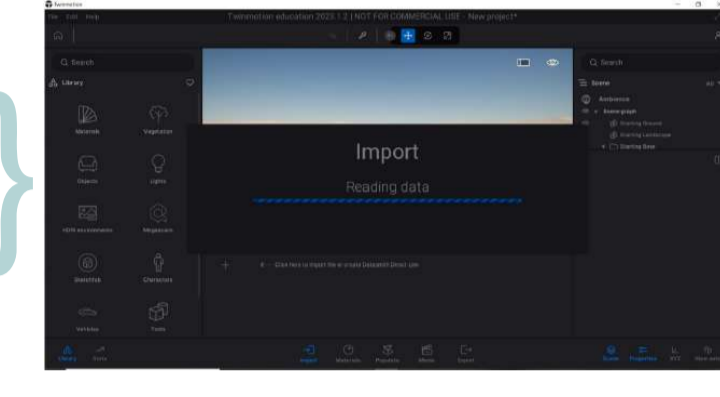 Twinmotion
File Edit Help
Twinmotion education 2023.1.2 | NOT FOR COMMERCIAL USE - New project*
Search
Search
Library
Scene
Ambience
Scene graph
Starting Ground
Starting Landscape
Starting Base
Materials
Vegetation
Objects
Lights
HDRI environments
Megascans
Sketchfab
Characters
Vehicles
Tools
Import
Reading data
Click here to import file or create Datasmith Direct Link
Library
Import
Materials
Populate
Media
Export
Scene
Properties
XYZ